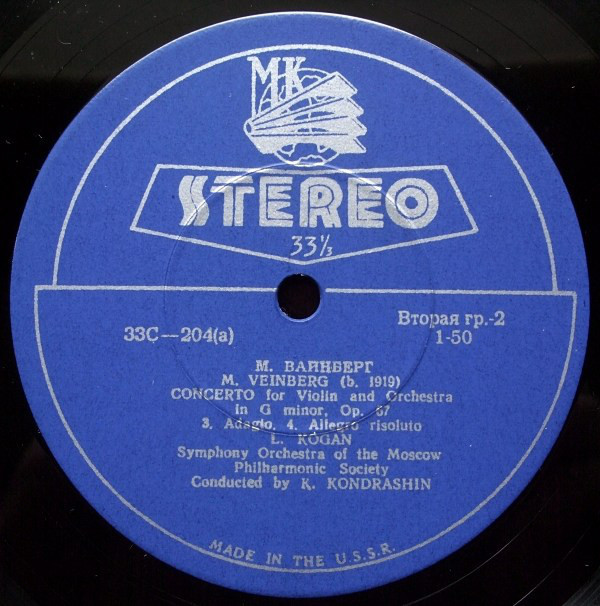 МК
STEREO
33⅓
33С—204(а)
Вторая гр.-2
1-50
М. ВАЙНБЕРГ
M. VEINBERG (b. 1919)
CONCERTO for Violin and Orchestra
in G minor, Op. 67
3. Adagio, 4. Allegro risoluto
L. KOGAN
Symphony Orchestra of the Moscow
Philharmonic Society
Conducted by K. KONDRASHIN
MADE IN THE U.S.S.R.